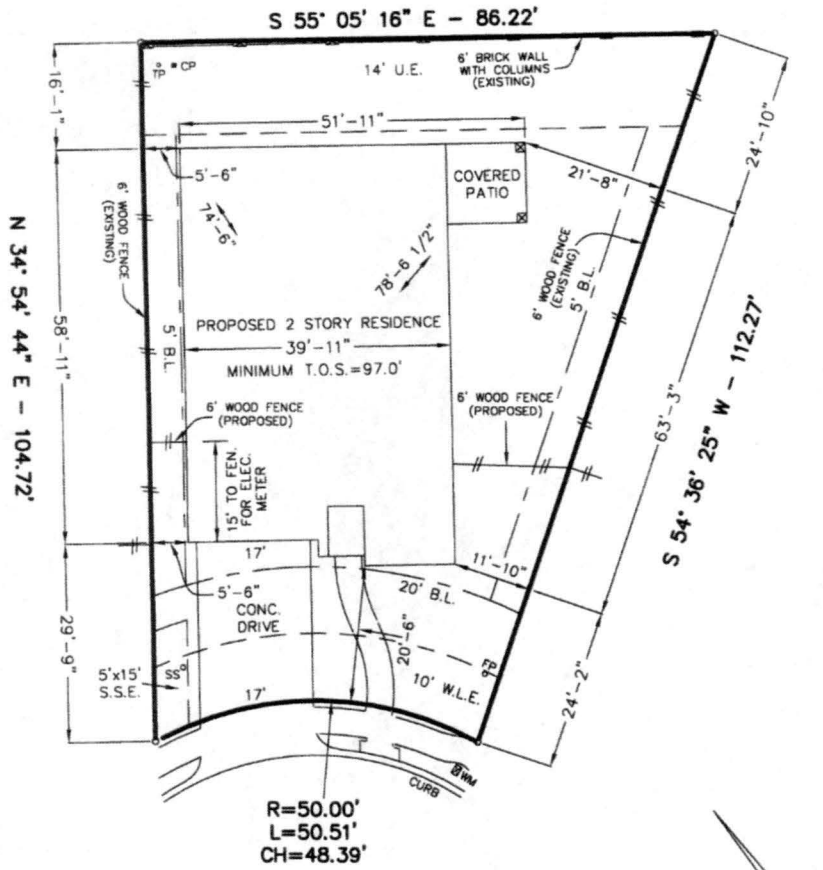 S 55° 05' 16" E - 86.22'
6' BRICK WALL
WITH COLUMNS
(EXISTING)
TP
CP
14' U.E.
16'-1"
51'-11"
24'-10"
5'-6"
COVERED
PATIO
21'-8"
74'-6"
6' WOOD FENCE
(EXISTING)
78'-6 1/2"
6' WOOD FENCE
(EXISTING)
5' B.L.
N 34° 54' 44" E - 104.72'
58'-11"
5' B.L.
PROPOSED 2 STORY RESIDENCE
39'-11"
MINIMUM T.O.S.=97.0'
S 54° 36' 25" W - 112.27'
63'-3"
6' WOOD FENCE
(PROPOSED)
6' WOOD FENCE
(PROPOSED)
15' TO FEN.
FOR ELEC.
METER
17'
11'-10"
5'-6"
20' B.L.
CONC.
DRIVE
20'-6"
29'-9"
24'-2"
5'x15'
S.S.E.
SS
FP
10' W.L.E.
17'
WM
CURB
R=50.00'
L=50.51'
CH=48.39'